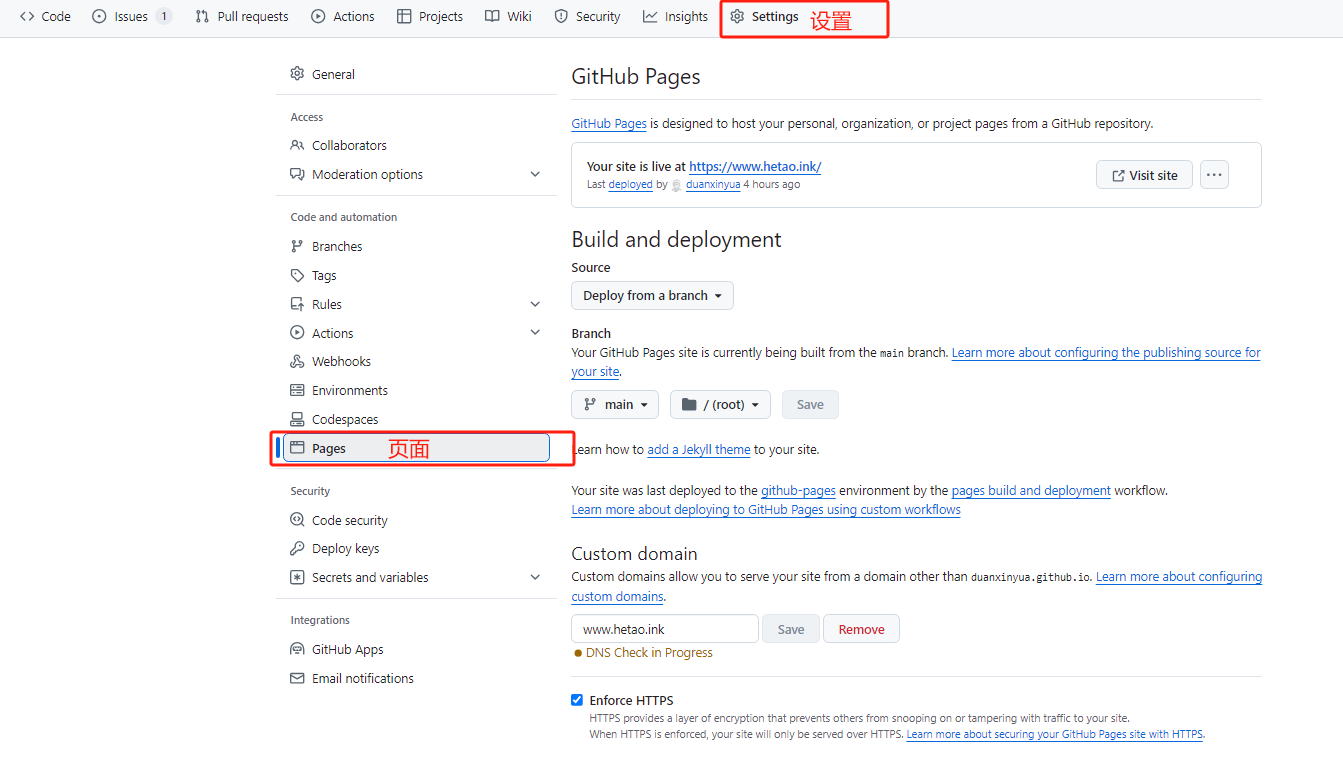 Code Issues 1 Pull requests Actions Projects Wiki Security Insights Settings 设置
General
Access
Collaborators
Moderation options
Code and automation
Branches
Tags
Rules
Actions
Webhooks
Environments
Codespaces
Pages 页面
Security
Code security
Deploy keys
Secrets and variables
Integrations
GitHub Apps
Email notifications
GitHub Pages
GitHub Pages is designed to host your personal, organization, or project pages from a GitHub repository.
Your site is live at https://www.hetao.ink/
Last deployed by duanxinyua 4 hours ago
Visit site
Build and deployment
Source
Deploy from a branch
Branch
Your GitHub Pages site is currently being built from the main branch. Learn more about configuring the publishing source for
your site.
main / (root) Save
Learn how to add a Jekyll theme to your site.
Your site was last deployed to the github-pages environment by the pages build and deployment workflow.
Learn more about deploying to GitHub Pages using custom workflows
Custom domain
Custom domains allow you to serve your site from a domain other than duanxinyua.github.io. Learn more about configuring
custom domains.
www.hetao.ink Save Remove
DNS Check in Progress
Enforce HTTPS
HTTPS provides a layer of encryption that prevents others from snooping on or tampering with traffic to your site.
When HTTPS is enforced, your site will only be served over HTTPS. Learn more about securing your GitHub Pages site with HTTPS.